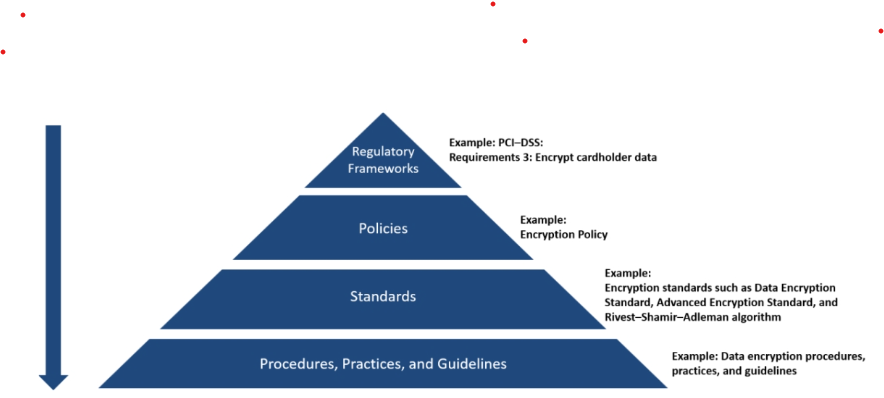 Regulatory
Frameworks
Example: PCI–DSS:
Requirements 3: Encrypt cardholder data
Policies
Example:
Encryption Policy
Standards
Example:
Encryption standards such as Data Encryption
Standard, Advanced Encryption Standard, and
Rivest–Shamir–Adleman algorithm
Procedures, Practices, and Guidelines
Example: Data encryption procedures,
practices, and guidelines